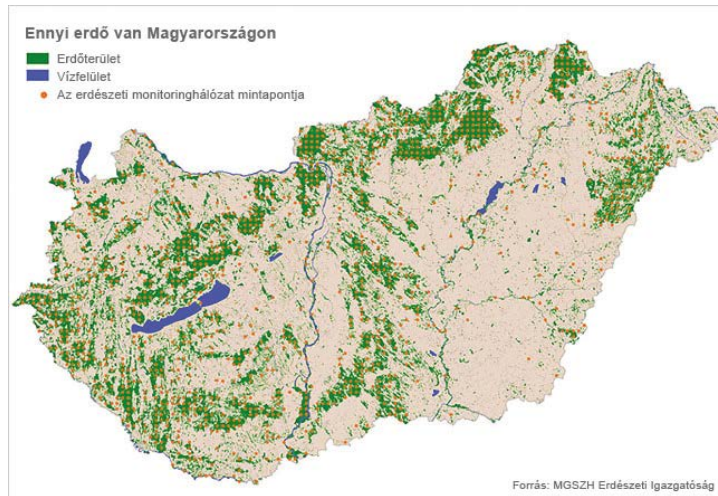 Ennyi erdő van Magyarországon
Erdőterület
Vízfelület
Az erdészeti monitoringhálózat mintapontja
Forrás: MGSZH Erdészeti Igazgatóság